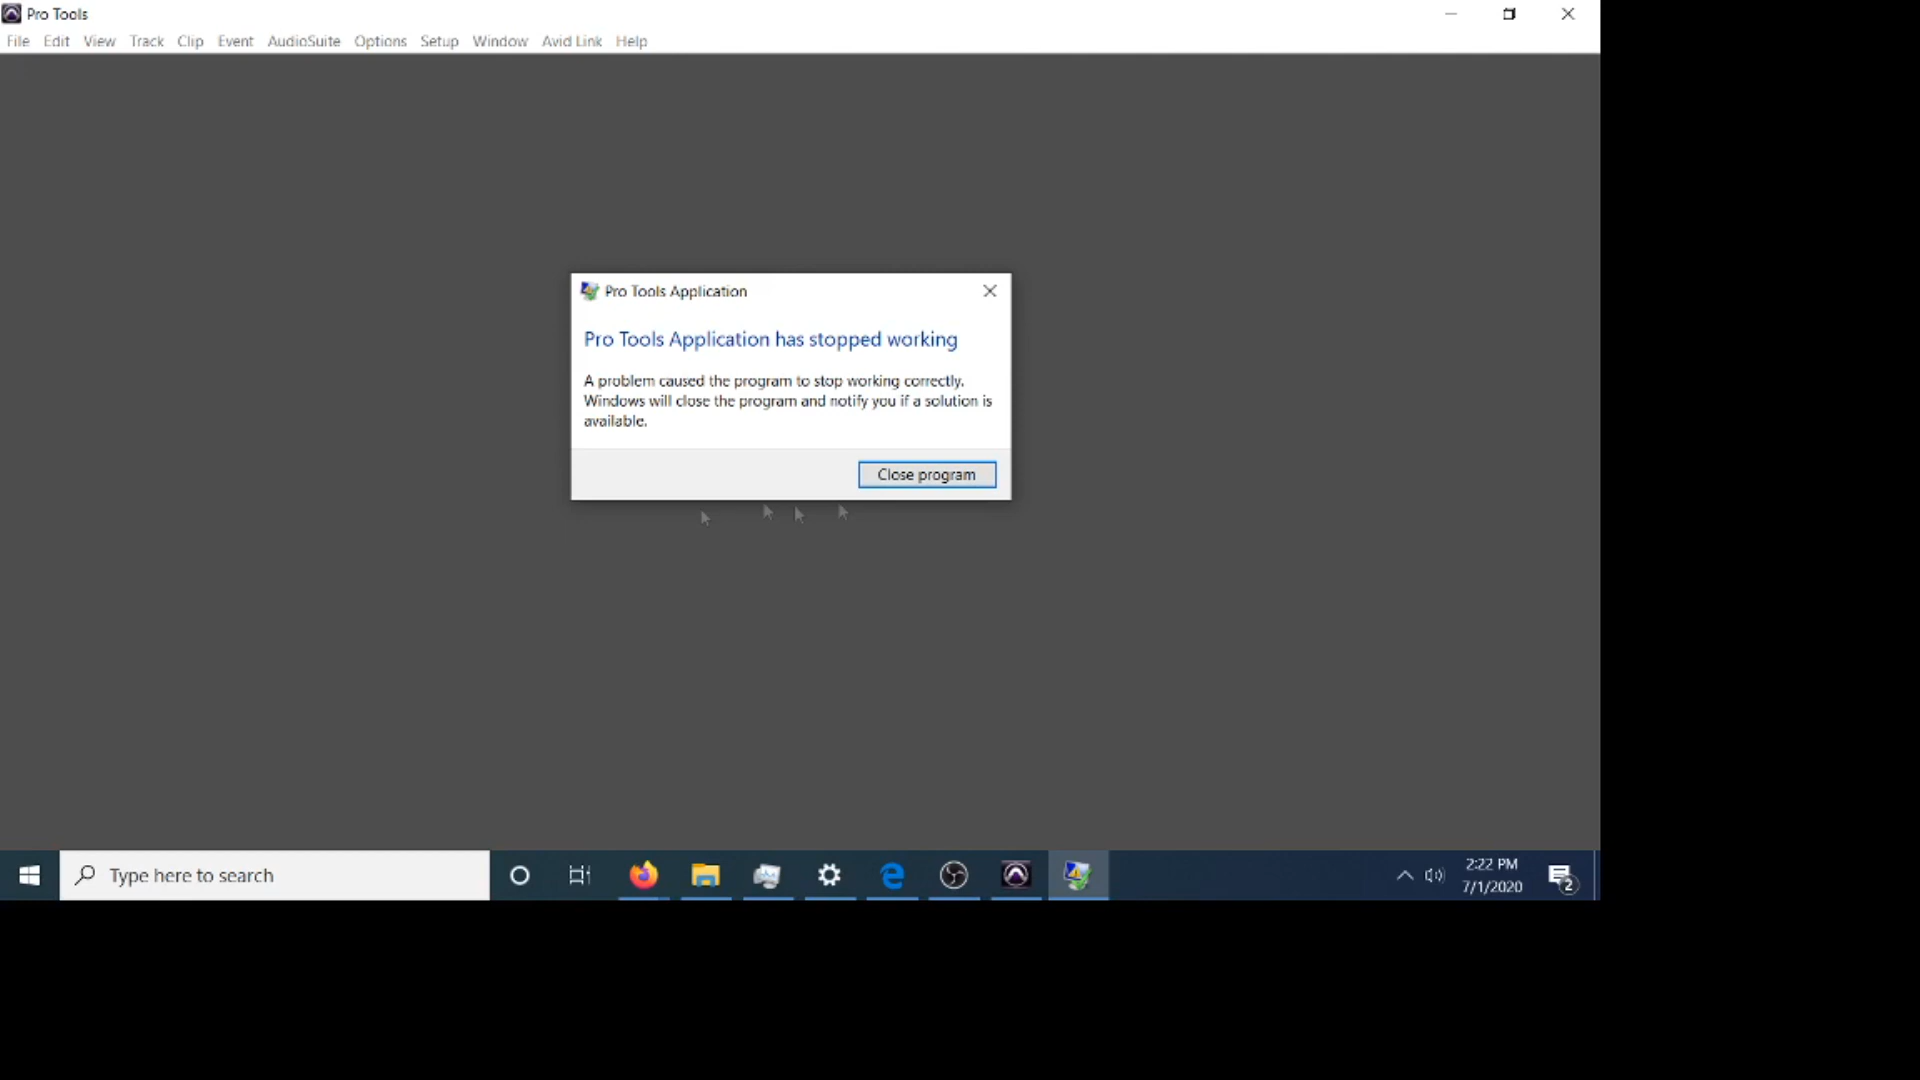 Pro Tools
File Edit View Track Clip Event AudioSuite Options Setup Window Avid Link Help
Pro Tools Application
Pro Tools Application has stopped working
A problem caused the program to stop working correctly.
Windows will close the program and notify you if a solution is
available.
Close program
Type here to search
2:22 PM
7/1/2020
2